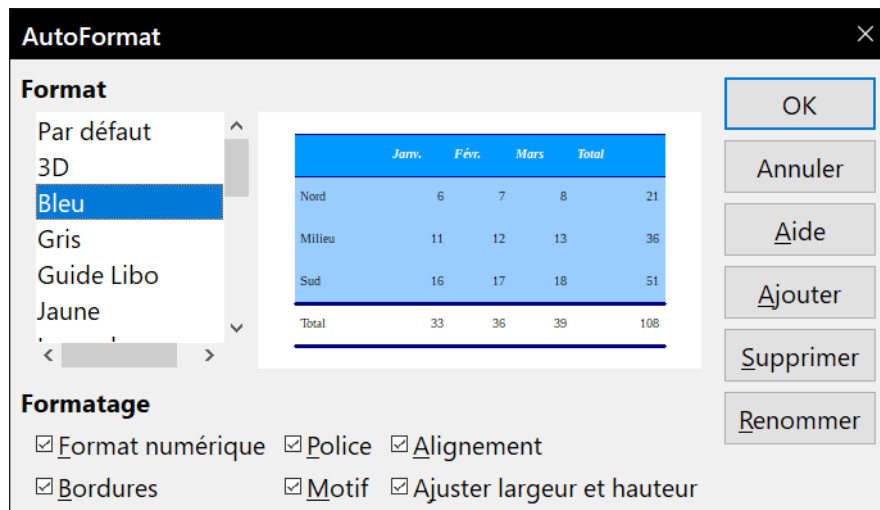 AutoFormat
Format
Par défaut
3D
Bleu
Gris
Guide Libo
Jaune
Janv. Févr. Mars Total
Nord 6 7 8 21
Milieu 11 12 13 36
Sud 16 17 18 51
Total 33 36 39 108
OK
Annuler
Aide
Ajouter
Supprimer
Renommer
Formatage
Format numérique Police Alignement
Bordures Motif Ajuster largeur et hauteur